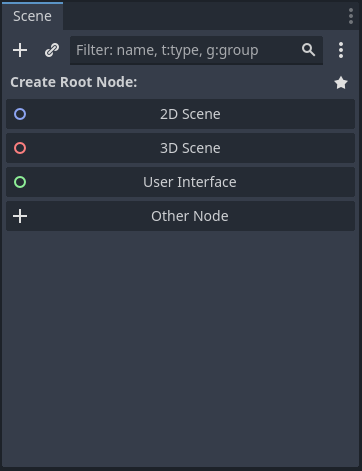 Scene
Filter: name, t:type, g:group
Create Root Node:
2D Scene
3D Scene
User Interface
Other Node